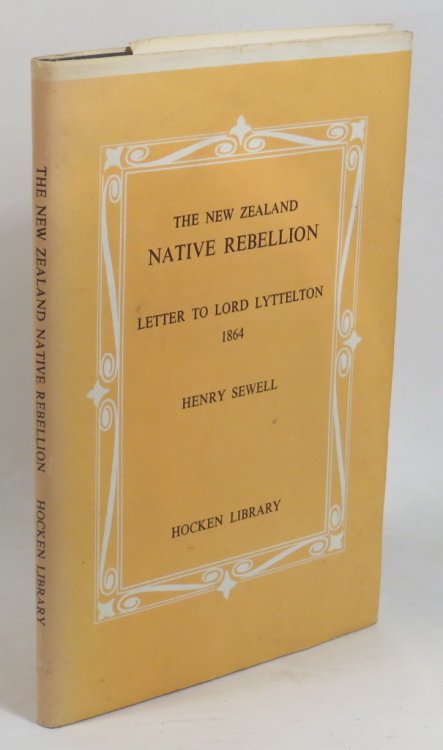 THE NEW ZEALAND
NATIVE REBELLION
LETTER TO LORD LYTTELTON
1864
HENRY SEWELL
HOCKEN LIBRARY
THE NEW ZEALAND NATIVE REBELLION HOCKEN LIBRARY